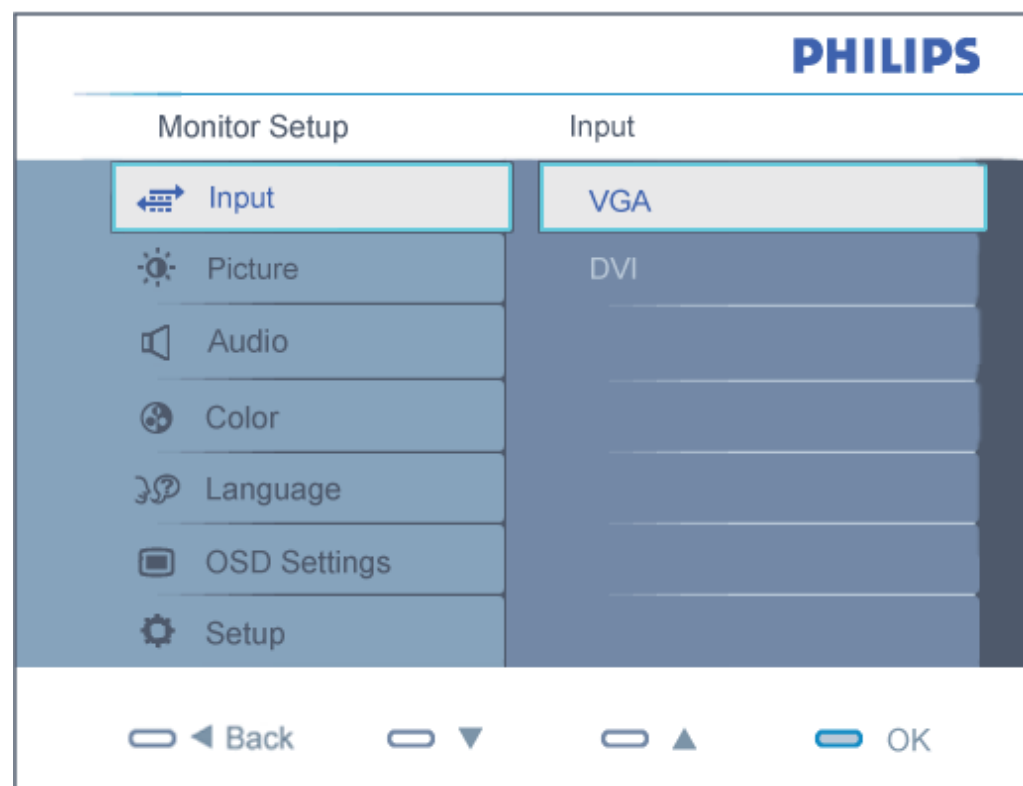 PHILIPS
Monitor Setup Input
Input VGA
Picture DVI
Audio
Color
Language
OSD Settings
Setup
Back OK